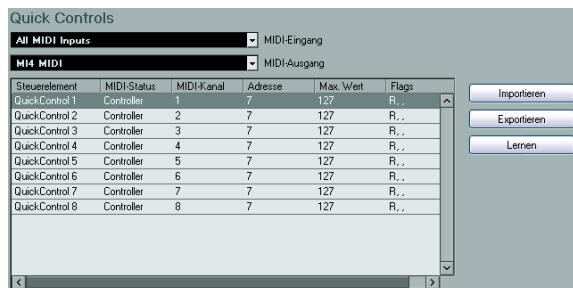 Quick Controls
All MIDI Inputs MIDI-Eingang
MI4 MIDI MIDI-Ausgang
Steuerelement MIDI-Status MIDI-Kanal Adresse Max. Wert Flags
QuickControl 1 Controller 1 7 127 R, ,
QuickControl 2 Controller 2 7 127 R, ,
QuickControl 3 Controller 3 7 127 R, ,
QuickControl 4 Controller 4 7 127 R, ,
QuickControl 5 Controller 5 7 127 R, ,
QuickControl 6 Controller 6 7 127 R, ,
QuickControl 7 Controller 7 7 127 R, ,
QuickControl 8 Controller 8 7 127 R, ,
Importieren
Exportieren
Lernen